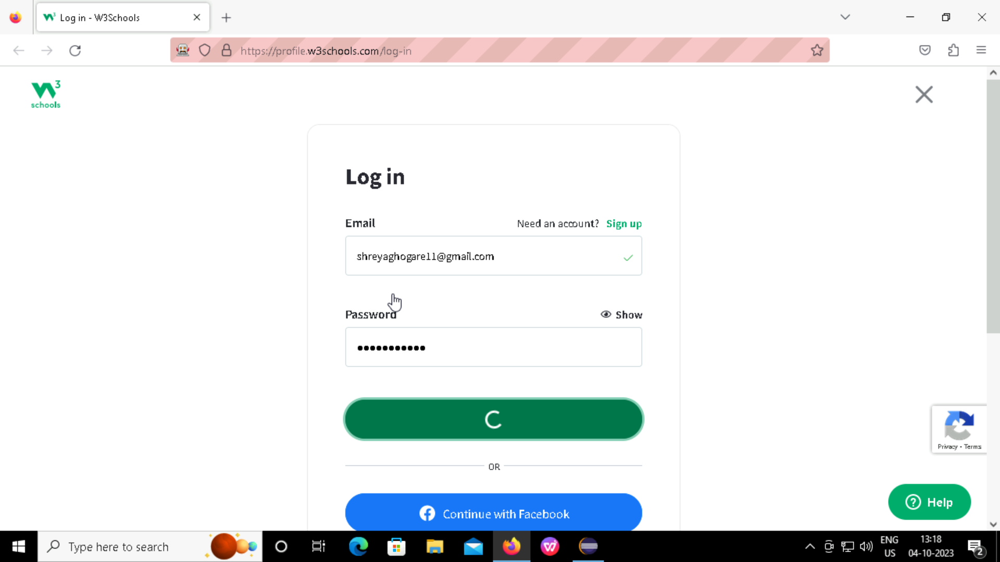 Log in - W3Schools
https://profile.w3schools.com/log-in
W3
schools
Log in
Email
Need an account? Sign up
shreyaghogare11@gmail.com
Password
Show
•••••••••••
OR
Continue with Facebook
Privacy - Terms
Help
Type here to search
ENG
US
13:18
04-10-2023
2